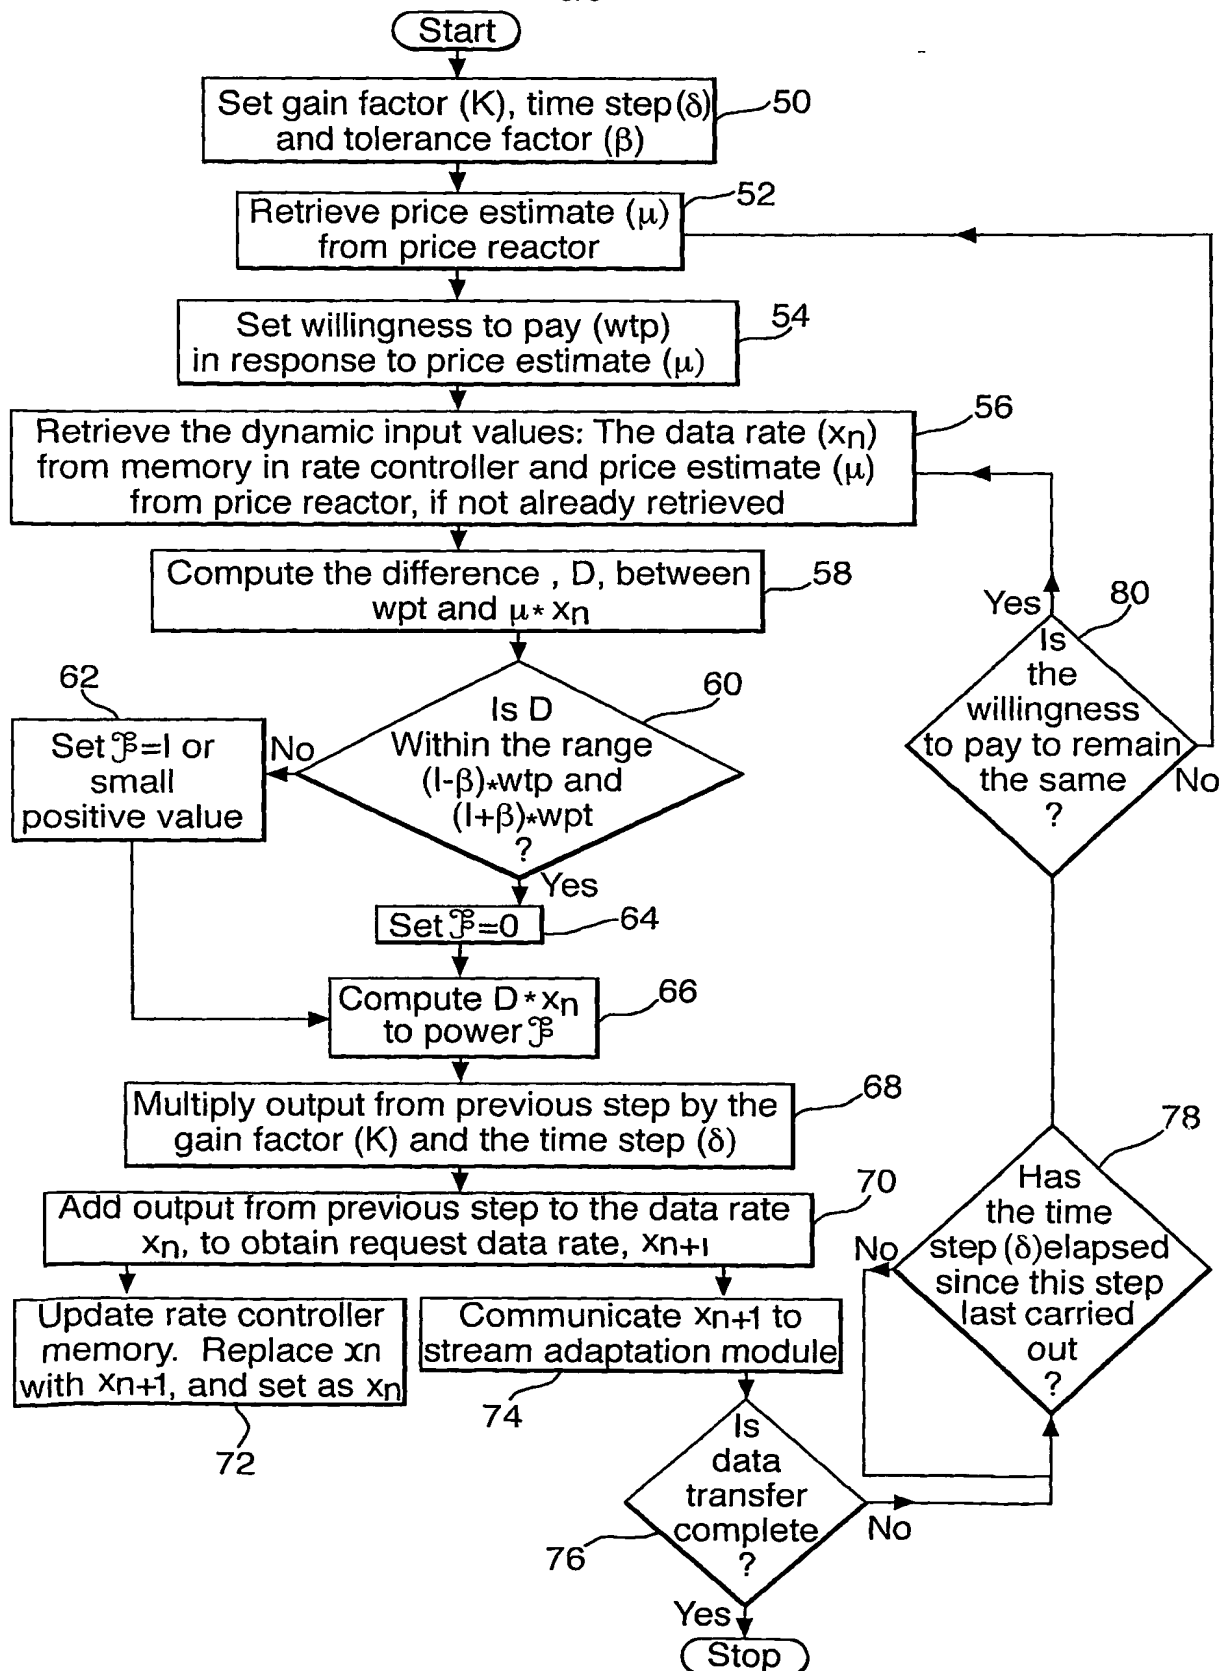 Start
Set gain factor (K), time step(δ)
and tolerance factor (β)
50
Retrieve price estimate (μ)
from price reactor
52
Set willingness to pay (wtp)
in response to price estimate (μ)
54
Retrieve the dynamic input values: The data rate (xn)
from memory in rate controller and price estimate (μ)
from price reactor, if not already retrieved
56
Compute the difference , D, between
wpt and μ* xn
58
Is D
Within the range
(I-β)*wtp and
(I+β)*wpt
?
60
No
Yes
62
Set ℱ=I or
small
positive value
Set ℱ=0
64
Compute D*xn
to power ℱ
66
Multiply output from previous step by the
gain factor (K) and the time step (δ)
68
Add output from previous step to the data rate
xn, to obtain request data rate, xn+1
70
Update rate controller
memory. Replace xn
with xn+1, and set as xn
72
Communicate xn+1 to
stream adaptation module
74
Is
data
transfer
complete
?
76
No
Yes
Stop
Has
the time
step (δ)elapsed
since this step
last carried
out
?
78
No
Is
the
willingness
to pay to remain
the same
?
80
Yes
No